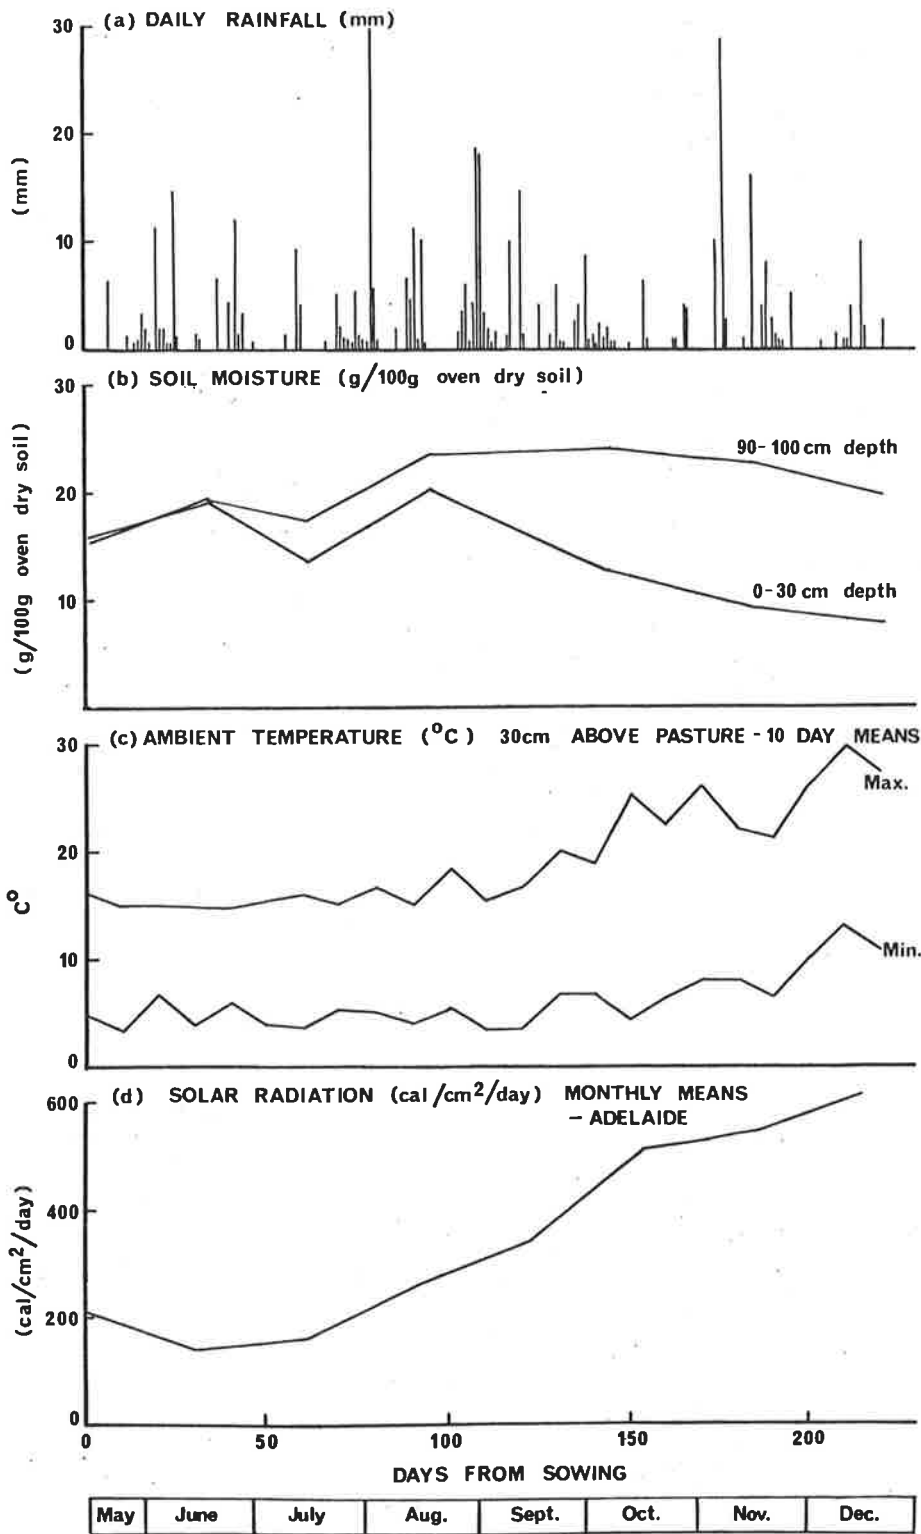 (a) DAILY RAINFALL (mm)
30
20
10
0
(mm)
(b) SOIL MOISTURE (g/100g oven dry soil)
30
20
10
(g/100g oven dry soil)
90-100 cm depth
0-30 cm depth
(c) AMBIENT TEMPERATURE (°C) 30cm ABOVE PASTURE - 10 DAY MEANS
30
20
10
0
C°
Max.
Min.
(d) SOLAR RADIATION (cal/cm²/day) MONTHLY MEANS
– ADELAIDE
600
400
200
0
(cal/cm²/day)
0 50 100 150 200
DAYS FROM SOWING
May June July Aug. Sept. Oct. Nov. Dec.